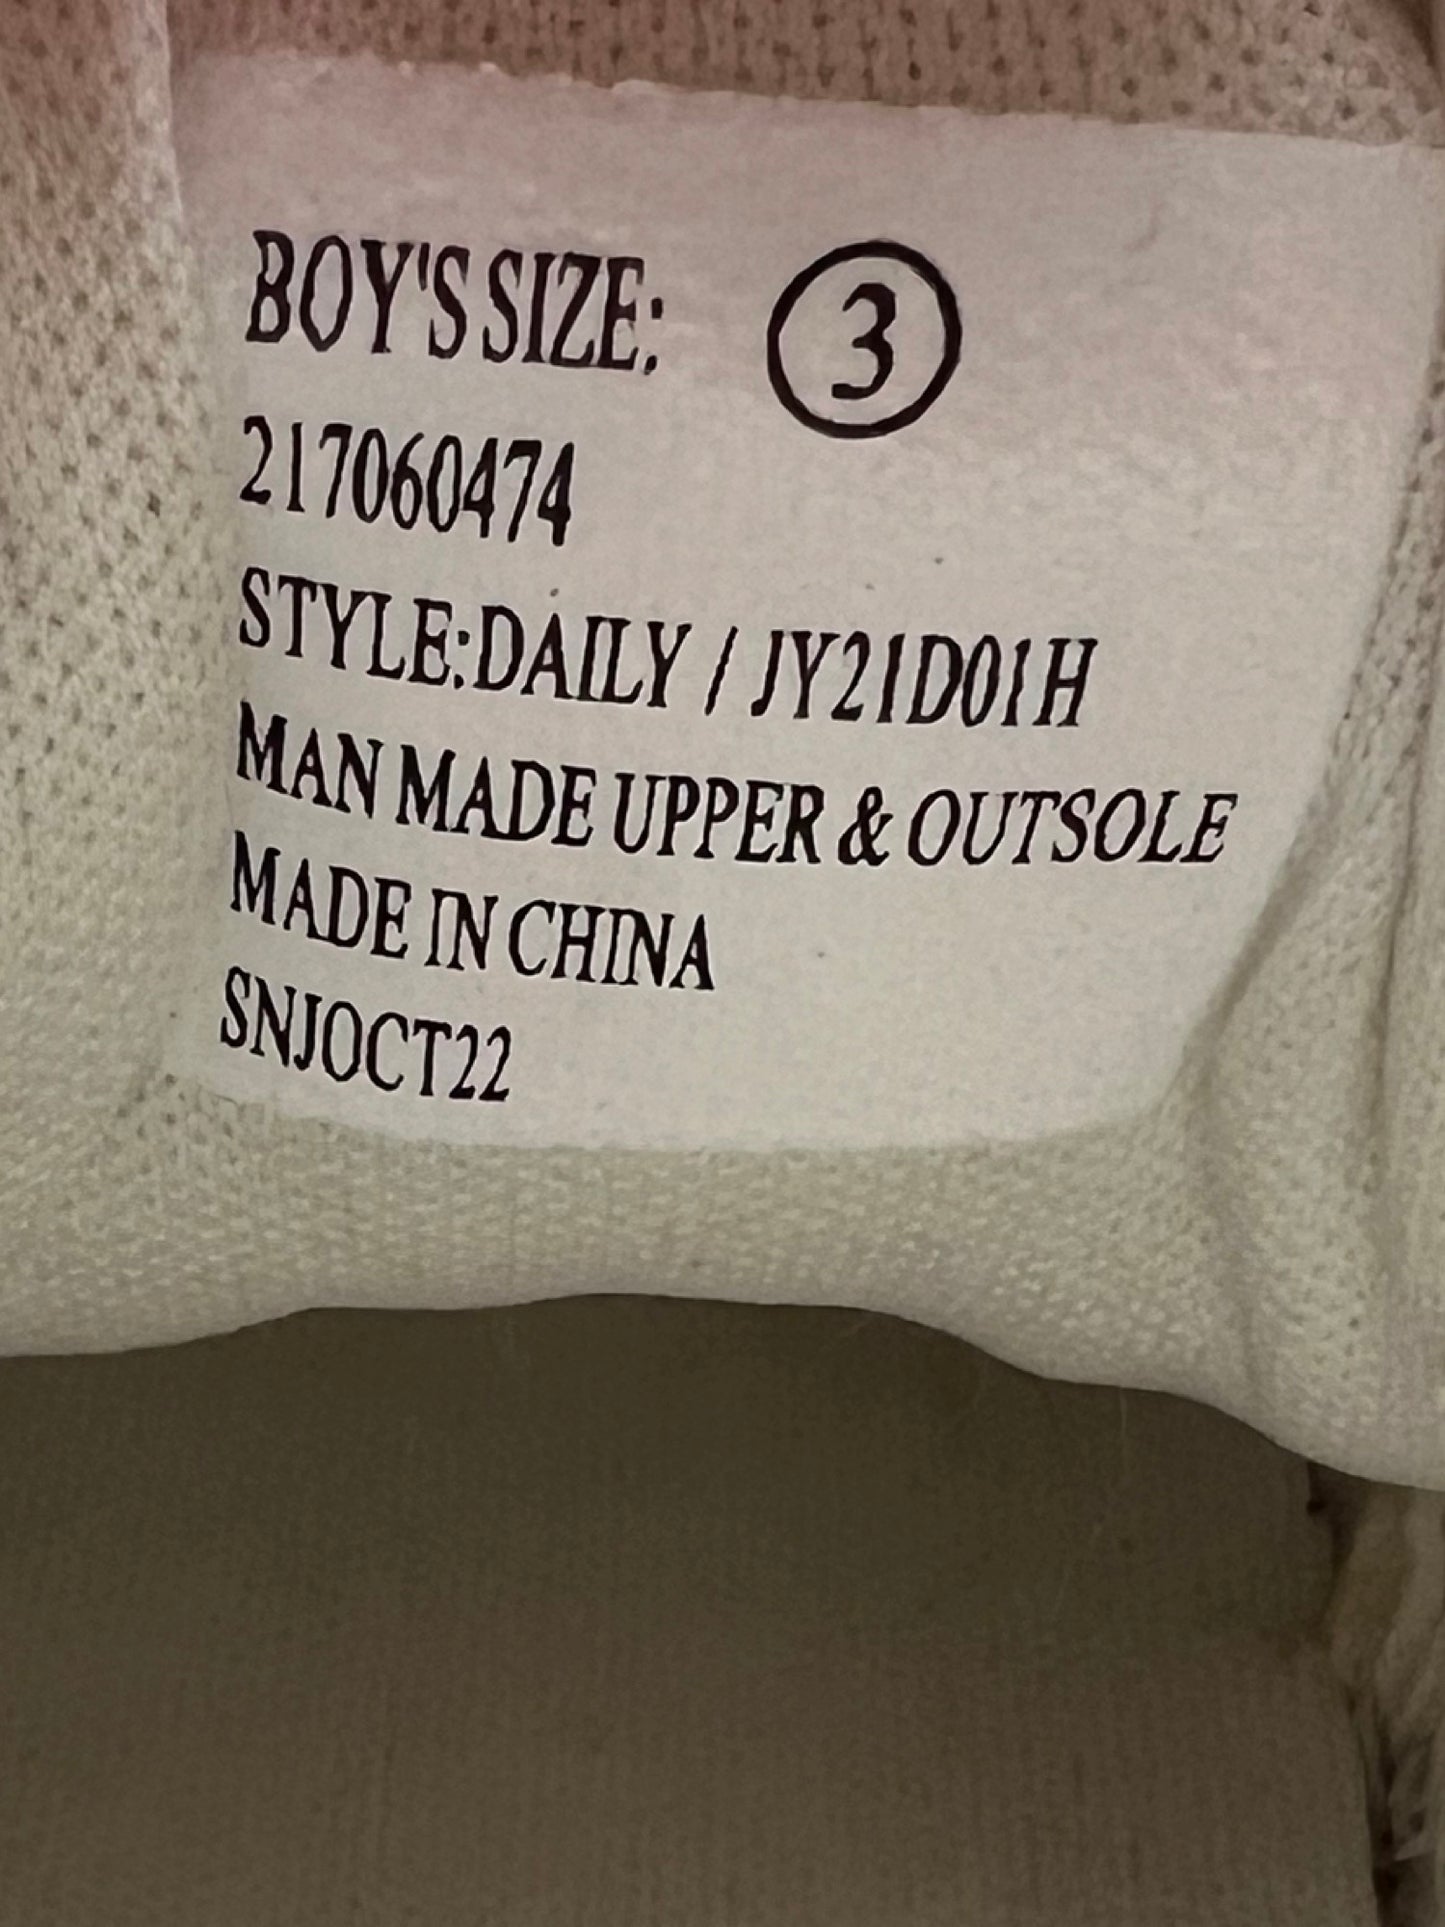 BOY'S SIZE: 3
217060474
STYLE:DAILY / JY21D01H
MAN MADE UPPER & OUTSOLE
MADE IN CHINA
SNJOCT22